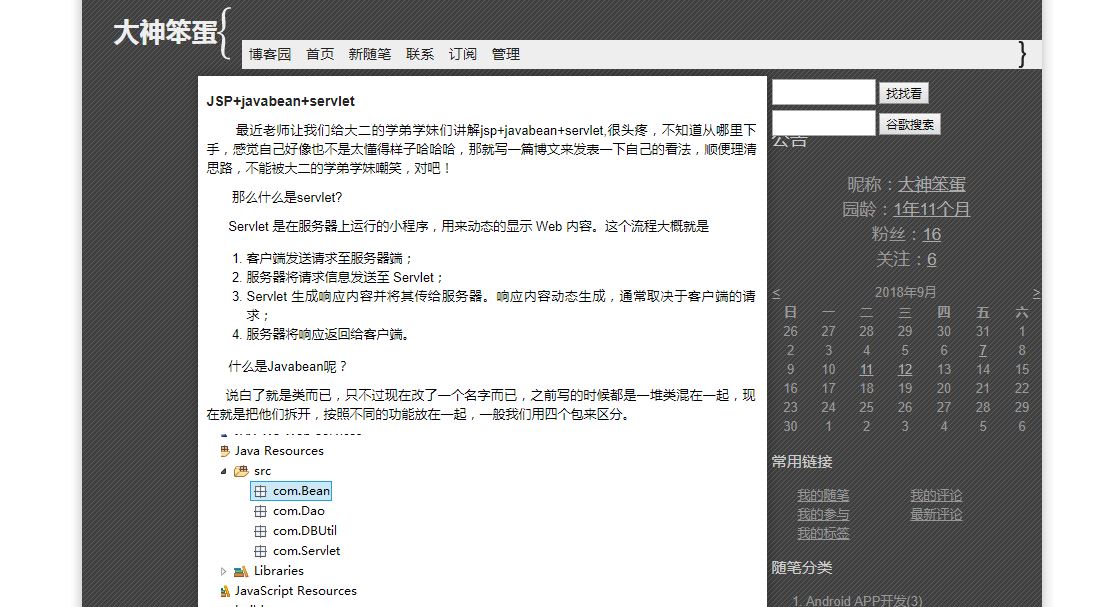 大神笨蛋{
博客园 首页 新随笔 联系 订阅 管理 }
JSP+javabean+servlet
最近老师让我们给大二的学弟学妹们讲解jsp+javabean+servlet,很头疼，不知道从哪里下
手，感觉自己好像也不是太懂得样子哈哈哈，那就写一篇博文来发表一下自己的看法，顺便理清
思路，不能被大二的学弟学妹嘲笑，对吧！
那么什么是servlet?
Servlet 是在服务器上运行的小程序，用来动态的显示 Web 内容。这个流程大概就是
1. 客户端发送请求至服务器端；
2. 服务器将请求信息发送至 Servlet；
3. Servlet 生成响应内容并将其传给服务器。响应内容动态生成，通常取决于客户端的请
求；
4. 服务器将响应返回给客户端。
什么是Javabean呢？
说白了就是类而已，只不过现在改了一个名字而已，之前写的时候都是一堆类混在一起，现
在就是把他们拆开，按照不同的功能放在一起，一般我们用四个包来区分。
Java Resources
src
com.Bean
com.Dao
com.DBUtil
com.Servlet
Libraries
JavaScript Resources
找找看
谷歌搜索
公告
昵称：大神笨蛋
园龄：1年11个月
粉丝：16
关注：6
< 2018年9月 >
日 一 二 三 四 五 六
26 27 28 29 30 31 1
2 3 4 5 6 7 8
9 10 11 12 13 14 15
16 17 18 19 20 21 22
23 24 25 26 27 28 29
30 1 2 3 4 5 6
常用链接
我的随笔 我的评论
我的参与 最新评论
我的标签
随笔分类
1. Android APP开发(3)